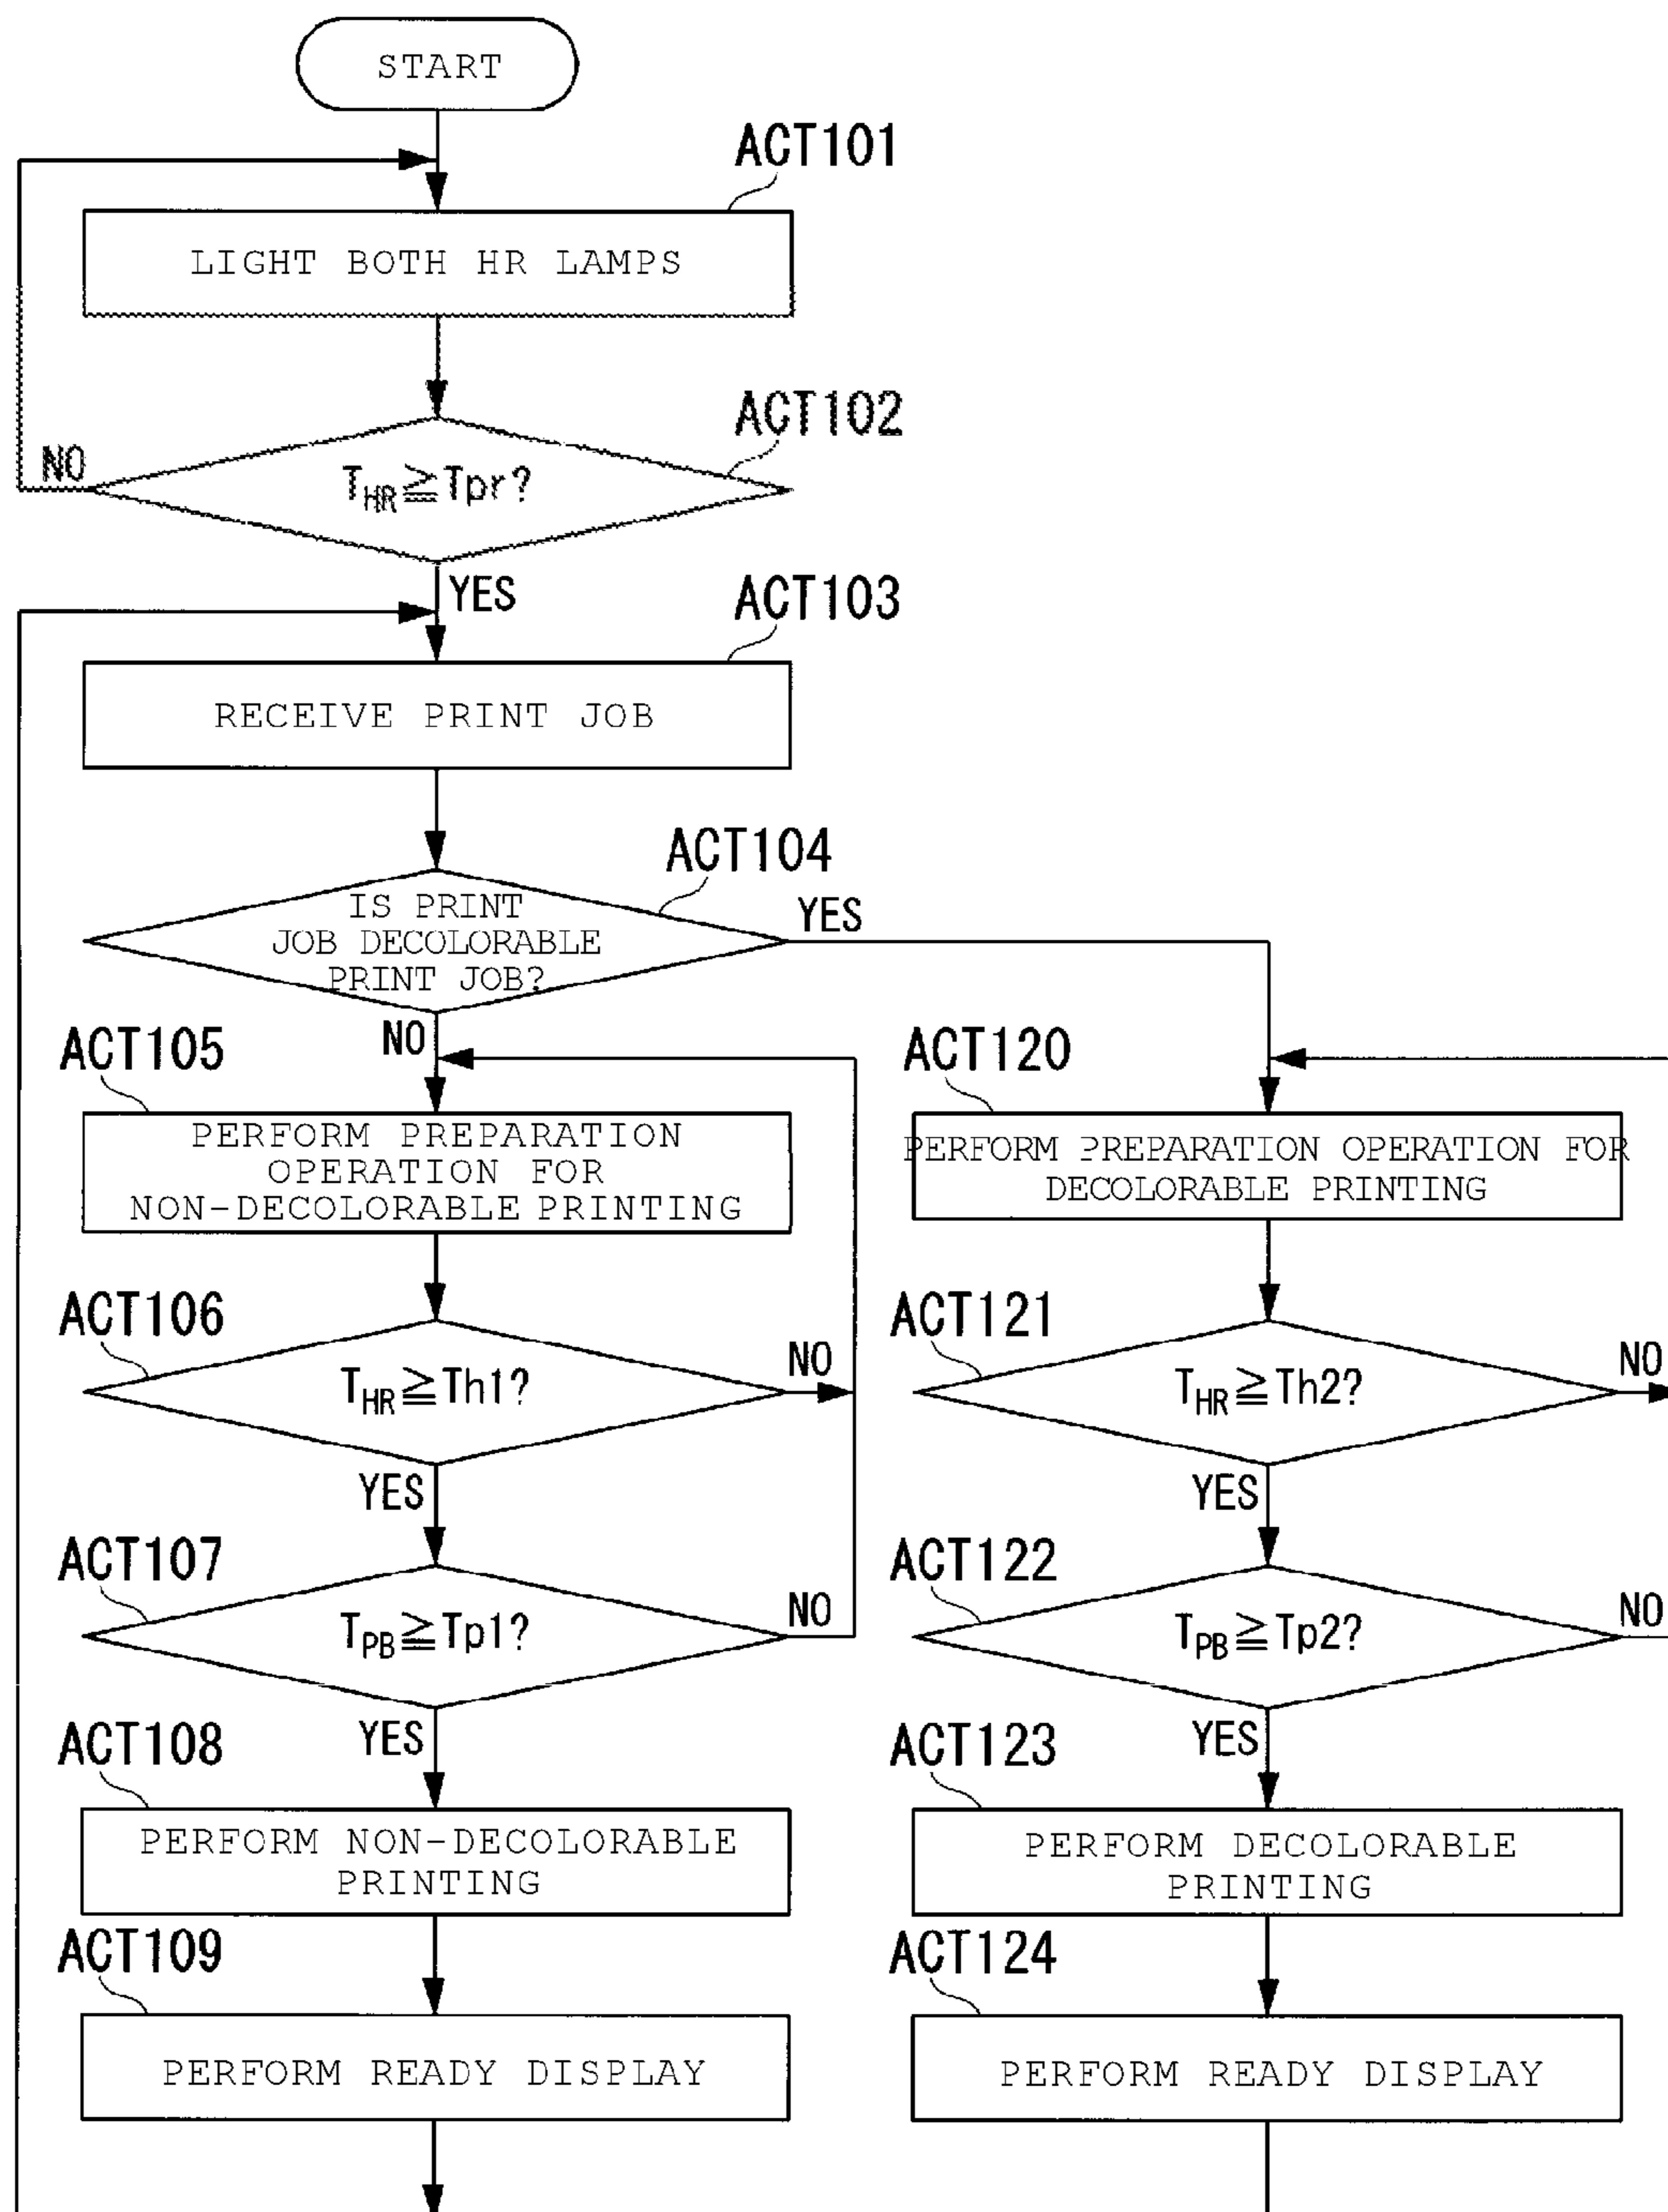 START
ACT101
LIGHT BOTH HR LAMPS
ACT102
NO
THR≧Tpr?
YES
ACT103
RECEIVE PRINT JOB
ACT104
IS PRINT
JOB DECOLORABLE
PRINT JOB?
YES
NO
ACT105
PERFORM PREPARATION
OPERATION FOR
NON-DECOLORABLE PRINTING
ACT106
THR≧Th1?
NO
YES
ACT107
TPB≧Tp1?
NO
YES
ACT108
PERFORM NON-DECOLORABLE
PRINTING
ACT109
PERFORM READY DISPLAY
ACT120
PERFORM PREPARATION OPERATION FOR
DECOLORABLE PRINTING
ACT121
THR≧Th2?
NO
YES
ACT122
TPB≧Tp2?
NO
YES
ACT123
PERFORM DECOLORABLE
PRINTING
ACT124
PERFORM READY DISPLAY